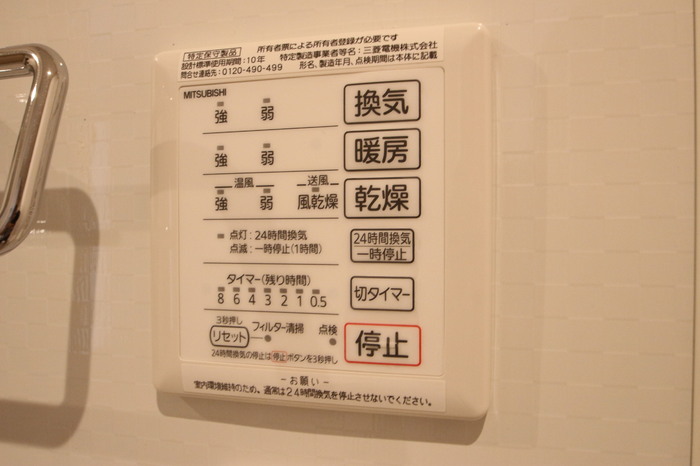 所有者票による所有者登録が必要です
特定保守製品
特定製造事業者等名：三菱電機株式会社
設計標準使用期間：10年
問合せ連絡先：0120-490-499
形名、製造年月、点検期間は本体に記載
MITSUBISHI
強 弱 換気
強 弱 暖房
温風 送風
強 弱 風乾燥 乾燥
点灯：24時間換気
点滅：一時停止(1時間)
24時間換気
一時停止
タイマー(残り時間)
8 6 4 3 2 1 0.5
切タイマー
3秒押し
リセット フィルター清掃 点検
停止
24時間換気の停止は停止ボタンを3秒押し
－お願い－
室内環境維持のため、通常は24時間換気を停止させないでください。